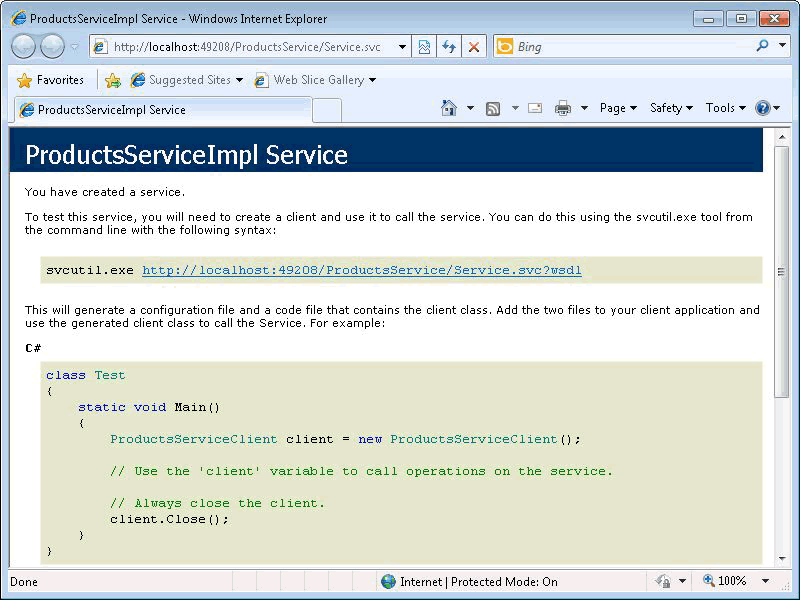 ProductsServiceImpl Service - Windows Internet Explorer
http://localhost:49208/ProductsService/Service.svc
Bing
Favorites
Suggested Sites
Web Slice Gallery
ProductsServiceImpl Service
Page
Safety
Tools
ProductsServiceImpl Service
You have created a service.
To test this service, you will need to create a client and use it to call the service. You can do this using the svcutil.exe tool from
the command line with the following syntax:
svcutil.exe http://localhost:49208/ProductsService/Service.svc?wsdl
This will generate a configuration file and a code file that contains the client class. Add the two files to your client application and
use the generated client class to call the Service. For example:
C#
class Test
{
    static void Main()
    {
        ProductsServiceClient client = new ProductsServiceClient();
        // Use the 'client' variable to call operations on the service.
        // Always close the client.
        client.Close();
    }
}
Done
Internet | Protected Mode: On
100%